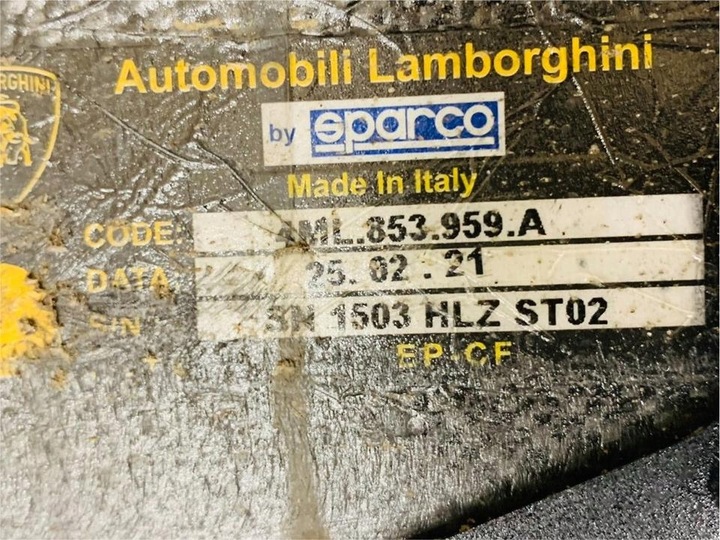 Automobili Lamborghini
BORGHINI
by sparco
Made In Italy
CODE: 4ML.853.959.A
DATA 25.02.21
S/N SN 1503 HLZ ST02
EP-CF